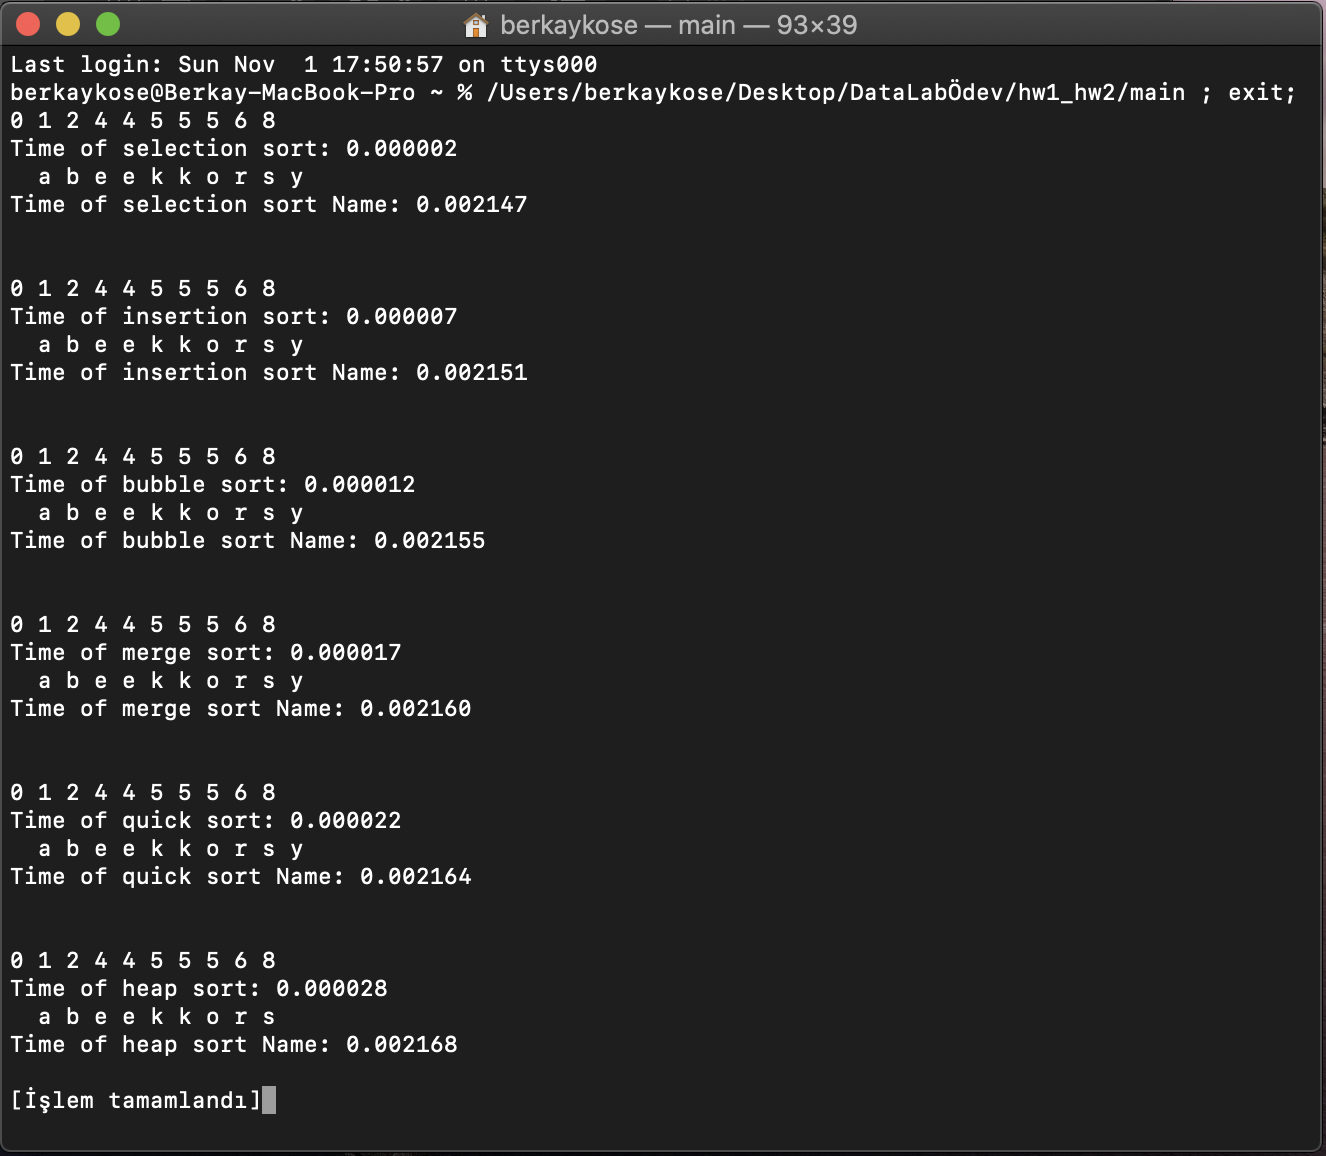 berkaykose — main — 93×39
Last login: Sun Nov  1 17:50:57 on ttys000
berkaykose@Berkay-MacBook-Pro ~ % /Users/berkaykose/Desktop/DataLabÖdev/hw1_hw2/main ; exit;
0 1 2 4 4 5 5 5 6 8
Time of selection sort: 0.000002
  a b e e k k o r s y
Time of selection sort Name: 0.002147
0 1 2 4 4 5 5 5 6 8
Time of insertion sort: 0.000007
  a b e e k k o r s y
Time of insertion sort Name: 0.002151
0 1 2 4 4 5 5 5 6 8
Time of bubble sort: 0.000012
  a b e e k k o r s y
Time of bubble sort Name: 0.002155
0 1 2 4 4 5 5 5 6 8
Time of merge sort: 0.000017
  a b e e k k o r s y
Time of merge sort Name: 0.002160
0 1 2 4 4 5 5 5 6 8
Time of quick sort: 0.000022
  a b e e k k o r s y
Time of quick sort Name: 0.002164
0 1 2 4 4 5 5 5 6 8
Time of heap sort: 0.000028
  a b e e k k o r s
Time of heap sort Name: 0.002168
[İşlem tamamlandı]